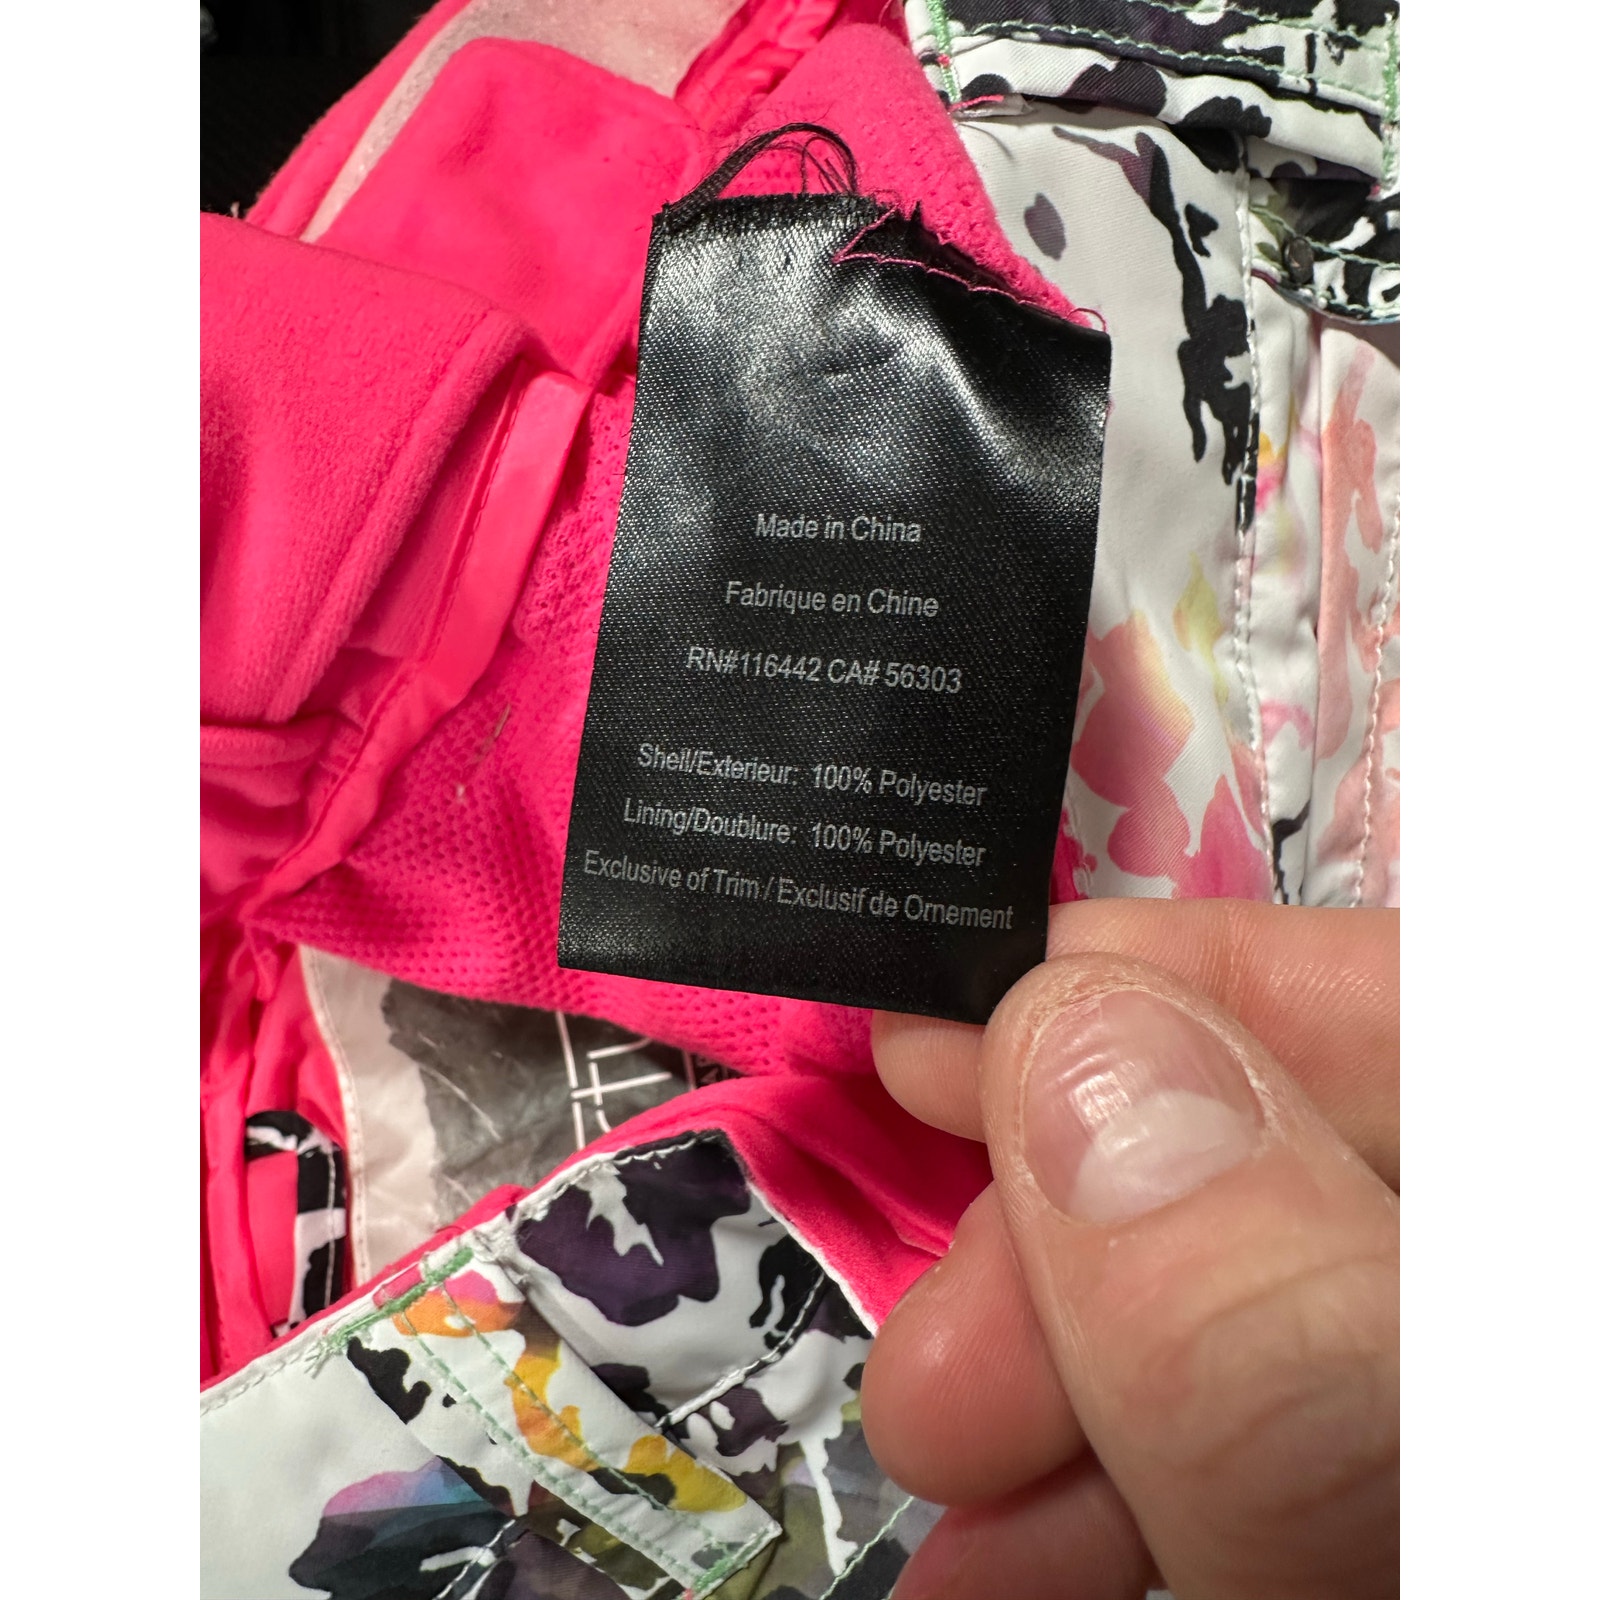 Made in China
Fabrique en Chine
RN#116442 CA# 56303
Shell/Exterieur: 100% Polyester
Lining/Doublure: 100% Polyester
Exclusive of Trim / Exclusif de Ornement